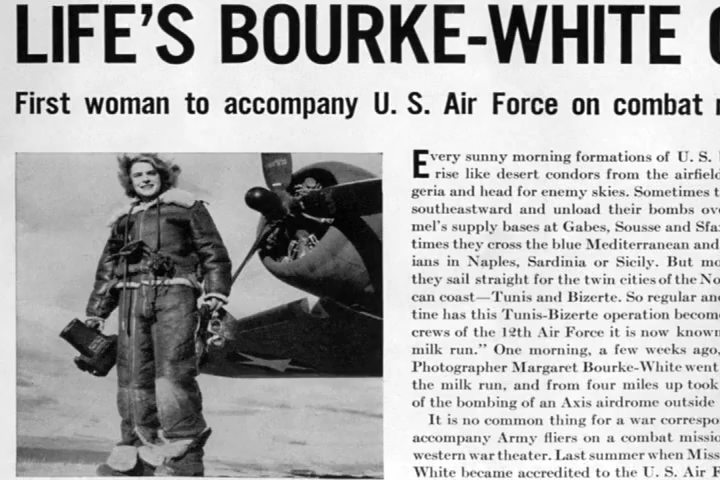 LIFE'S BOURKE-WHITE
First woman to accompany U. S. Air Force on combat
Every sunny morning formations of U. S.
rise like desert condors from the airfield
geria and head for enemy skies. Sometimes t
southeastward and unload their bombs ove
mel's supply bases at Gabes, Sousse and Sfa
times they cross the blue Mediterranean and
ians in Naples, Sardinia or Sicily. But mo
they sail straight for the twin cities of the No
can coast—Tunis and Bizerte. So regular and
tine has this Tunis-Bizerte operation become
crews of the 12th Air Force it is now known
milk run." One morning, a few weeks ago,
Photographer Margaret Bourke-White went
the milk run, and from four miles up took
of the bombing of an Axis airdrome outside
It is no common thing for a war correspo
accompany Army fliers on a combat missio
western war theater. Last summer when Miss
White became accredited to the U. S. Air F